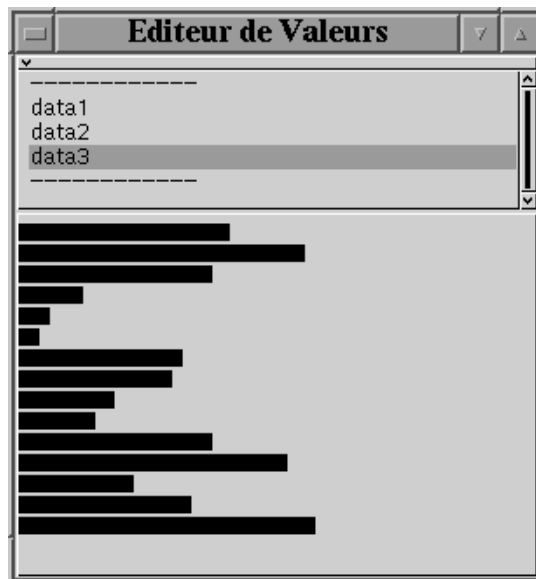 Editeur de Valeurs
------------
data1
data2
data3
------------